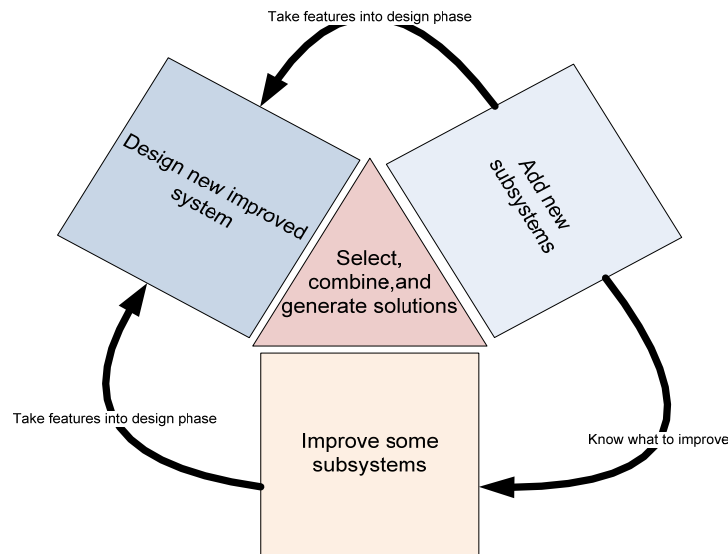 Take features into design phase
Design new improved
system
Add new
subsystems
Select,
combine,and
generate solutions
Take features into design phase
Know what to improve
Improve some
subsystems